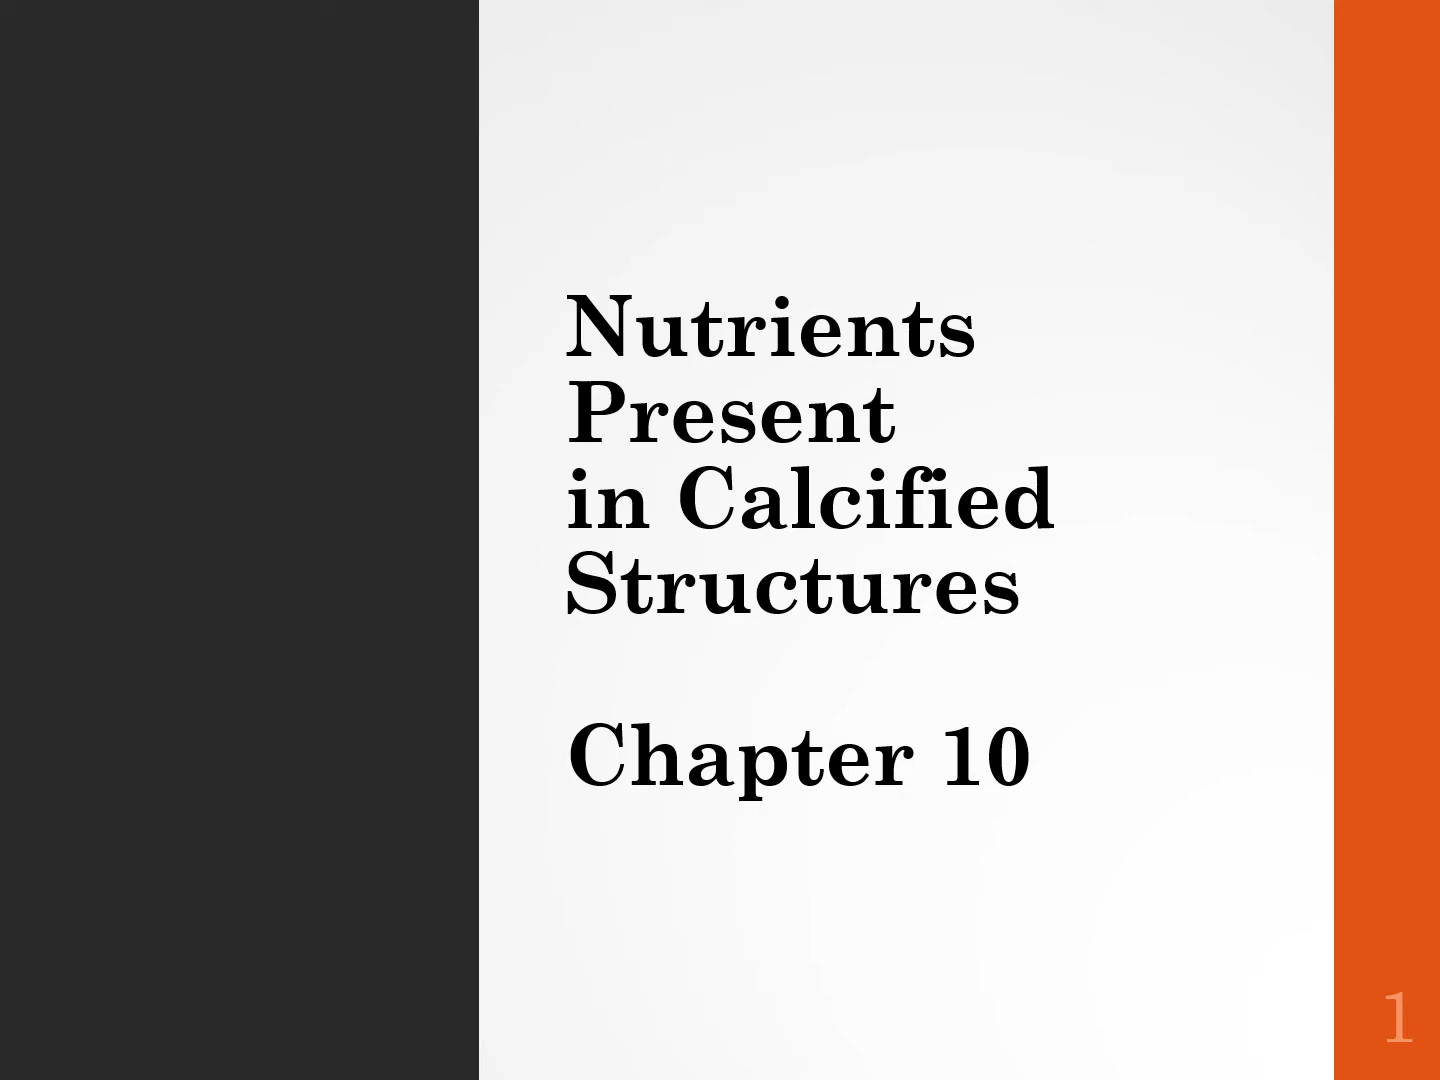 Nutrients
Present
in Calcified
Structures
Chapter 10
1